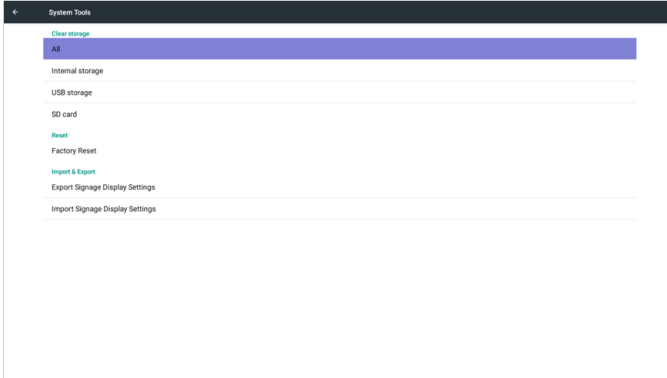 System Tools
Clear storage
All
Internal storage
USB storage
SD card
Reset
Factory Reset
Import & Export
Export Signage Display Settings
Import Signage Display Settings